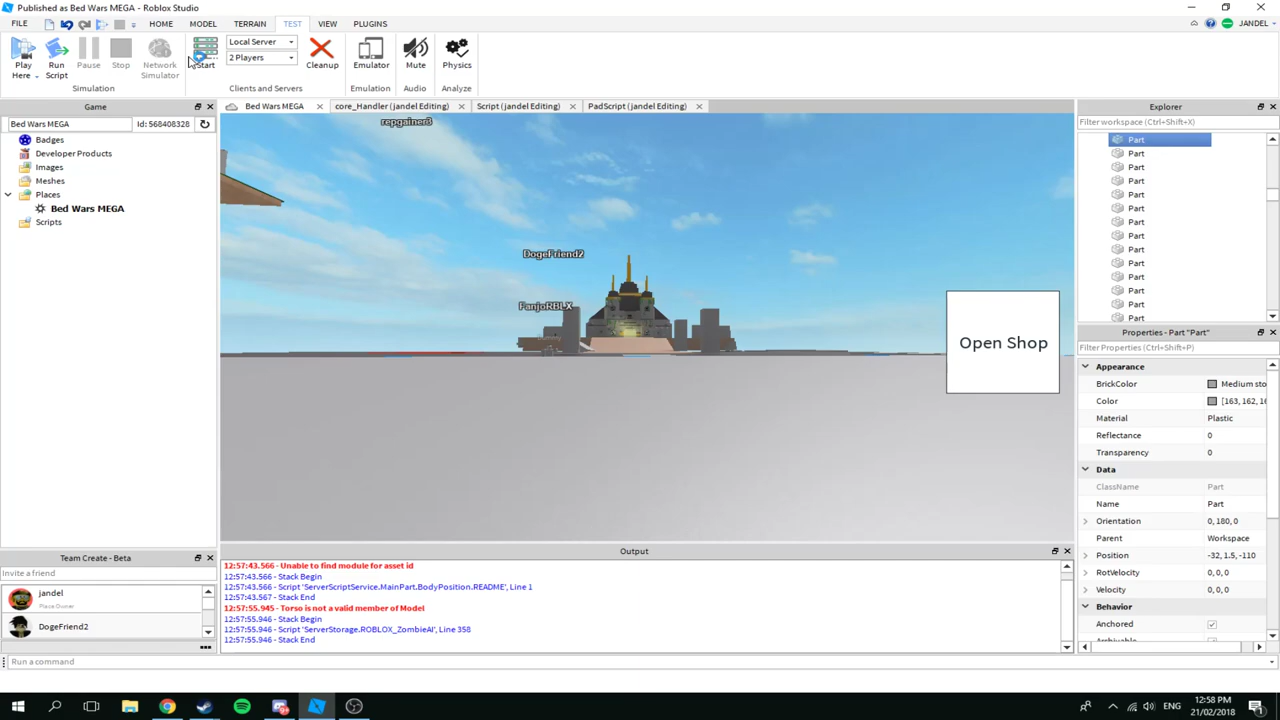 Published as Bed Wars MEGA - Roblox Studio
FILE HOME MODEL TERRAIN TEST VIEW PLUGINS JANDEL
Play Here Run Script Pause Stop Network Simulator Start Local Server 2 Players Cleanup Emulator Mute Physics
Simulation Clients and Servers Emulation Audio Analyze
Game
Bed Wars MEGA Id: 568408328
Badges
Developer Products
Images
Meshes
Places
Bed Wars MEGA
Scripts
Team Create - Beta
Invite a friend
jandel
Place Owner
DogeFriend2
Bed Wars MEGA core_Handler (jandel Editing) Script (jandel Editing) PadScript (jandel Editing)
repgainer3
DogeFriend2
FanjoRBLX
Open Shop
Output
12:57:43.566 - Unable to find module for asset id
12:57:43.566 - Stack Begin
12:57:43.566 - Script 'ServerScriptService.MainPart.BodyPosition.README', Line 1
12:57:43.567 - Stack End
12:57:55.945 - Torso is not a valid member of Model
12:57:55.946 - Stack Begin
12:57:55.946 - Script 'ServerStorage.ROBLOX_ZombieAI', Line 358
12:57:55.946 - Stack End
Explorer
Filter workspace (Ctrl+Shift+X)
Part
Part
Part
Part
Part
Part
Part
Part
Part
Part
Part
Part
Part
Part
Properties - Part "Part"
Filter Properties (Ctrl+Shift+P)
Appearance
BrickColor Medium sto
Color [163, 162, 16
Material Plastic
Reflectance 0
Transparency 0
Data
ClassName Part
Name Part
Orientation 0, 180, 0
Parent Workspace
Position -32, 1.5, -110
RotVelocity 0, 0, 0
Velocity 0, 0, 0
Behavior
Anchored
Archivable
Run a command
ENG 12:58 PM
21/02/2018